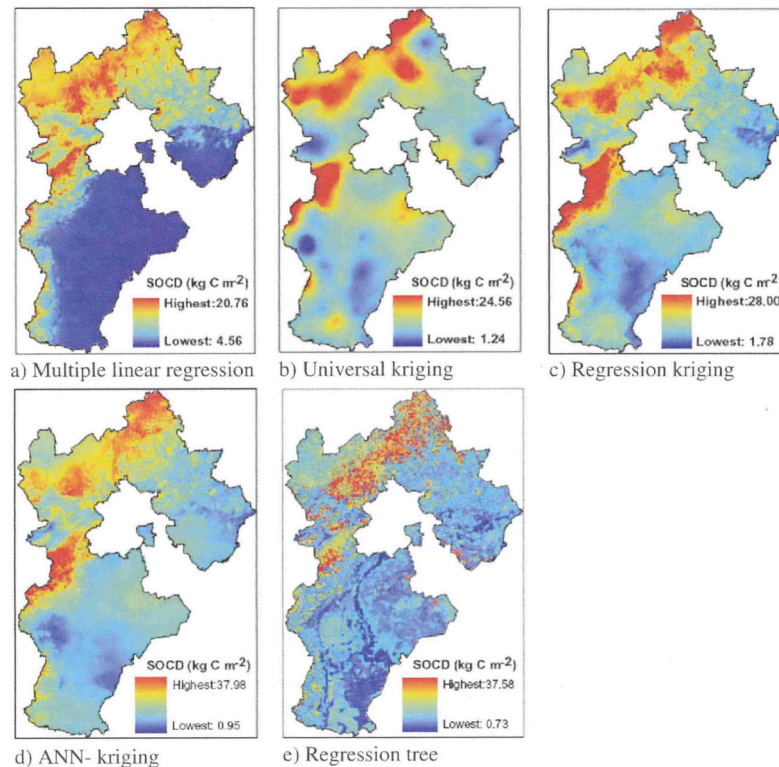 SOCD (kg C m-2)
Highest:20.76
Lowest: 4.56
a) Multiple linear regression
SOCD (kg C m-2)
Highest:24.56
Lowest: 1.24
b) Universal kriging
SOCD (kg C m-2)
Highest:28.00
Lowest: 1.78
c) Regression kriging
SOCD (kg C m-2)
Highest:37.98
Lowest: 0.95
d) ANN- kriging
SOCD (kg C m-2)
Highest:37.58
Lowest: 0.73
e) Regression tree